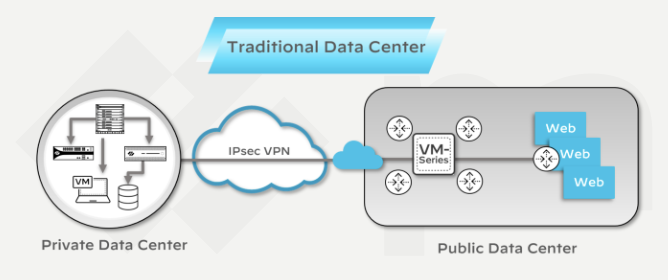 Traditional Data Center
IPsec VPN
VM
VM-
Series
Web
Web
Web
Private Data Center
Public Data Center